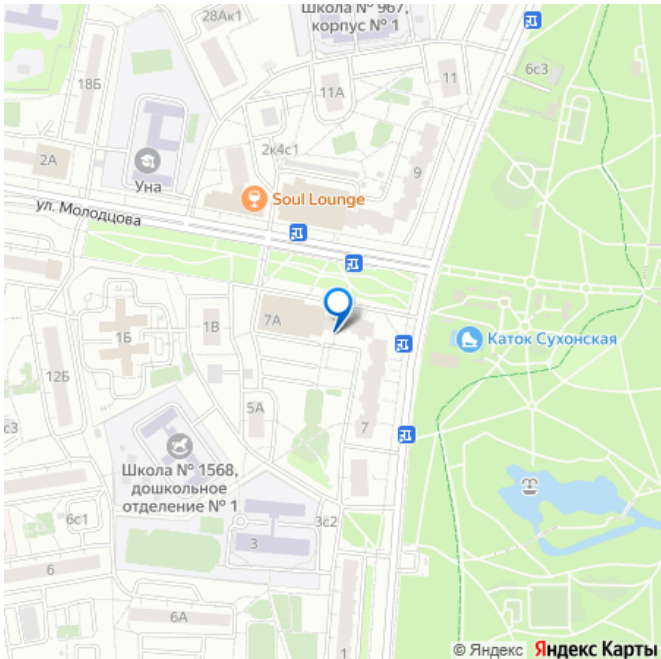 28Ак1
Школа № 967,
корпус № 1
6с3
18Б
11А
11
2к4с1
9
2А
Уна
Soul Lounge
ул. Молодцова
7А
1Б
1В
Каток Сухонская
12Б
5А
7
с3
Школа № 1568,
дошкольное
отделение № 1
6с1
3с2
3
6
6А
1
© Яндекс Яндекс Карты